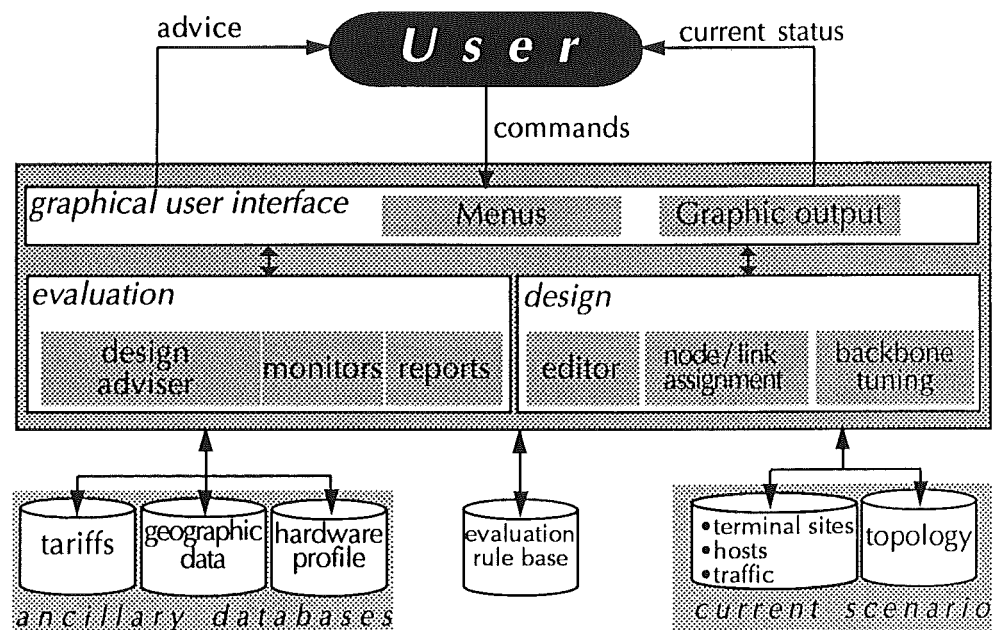 advice
User
current status
commands
graphical user interface
Menus
Graphic output
evaluation
design
adviser
monitors
reports
design
editor
node/link
assignment
backbone
tuning
tariffs
geographic
data
hardware
profile
evaluation
rule base
•terminal sites
•hosts
•traffic
topology
ancillary databases
current scenario